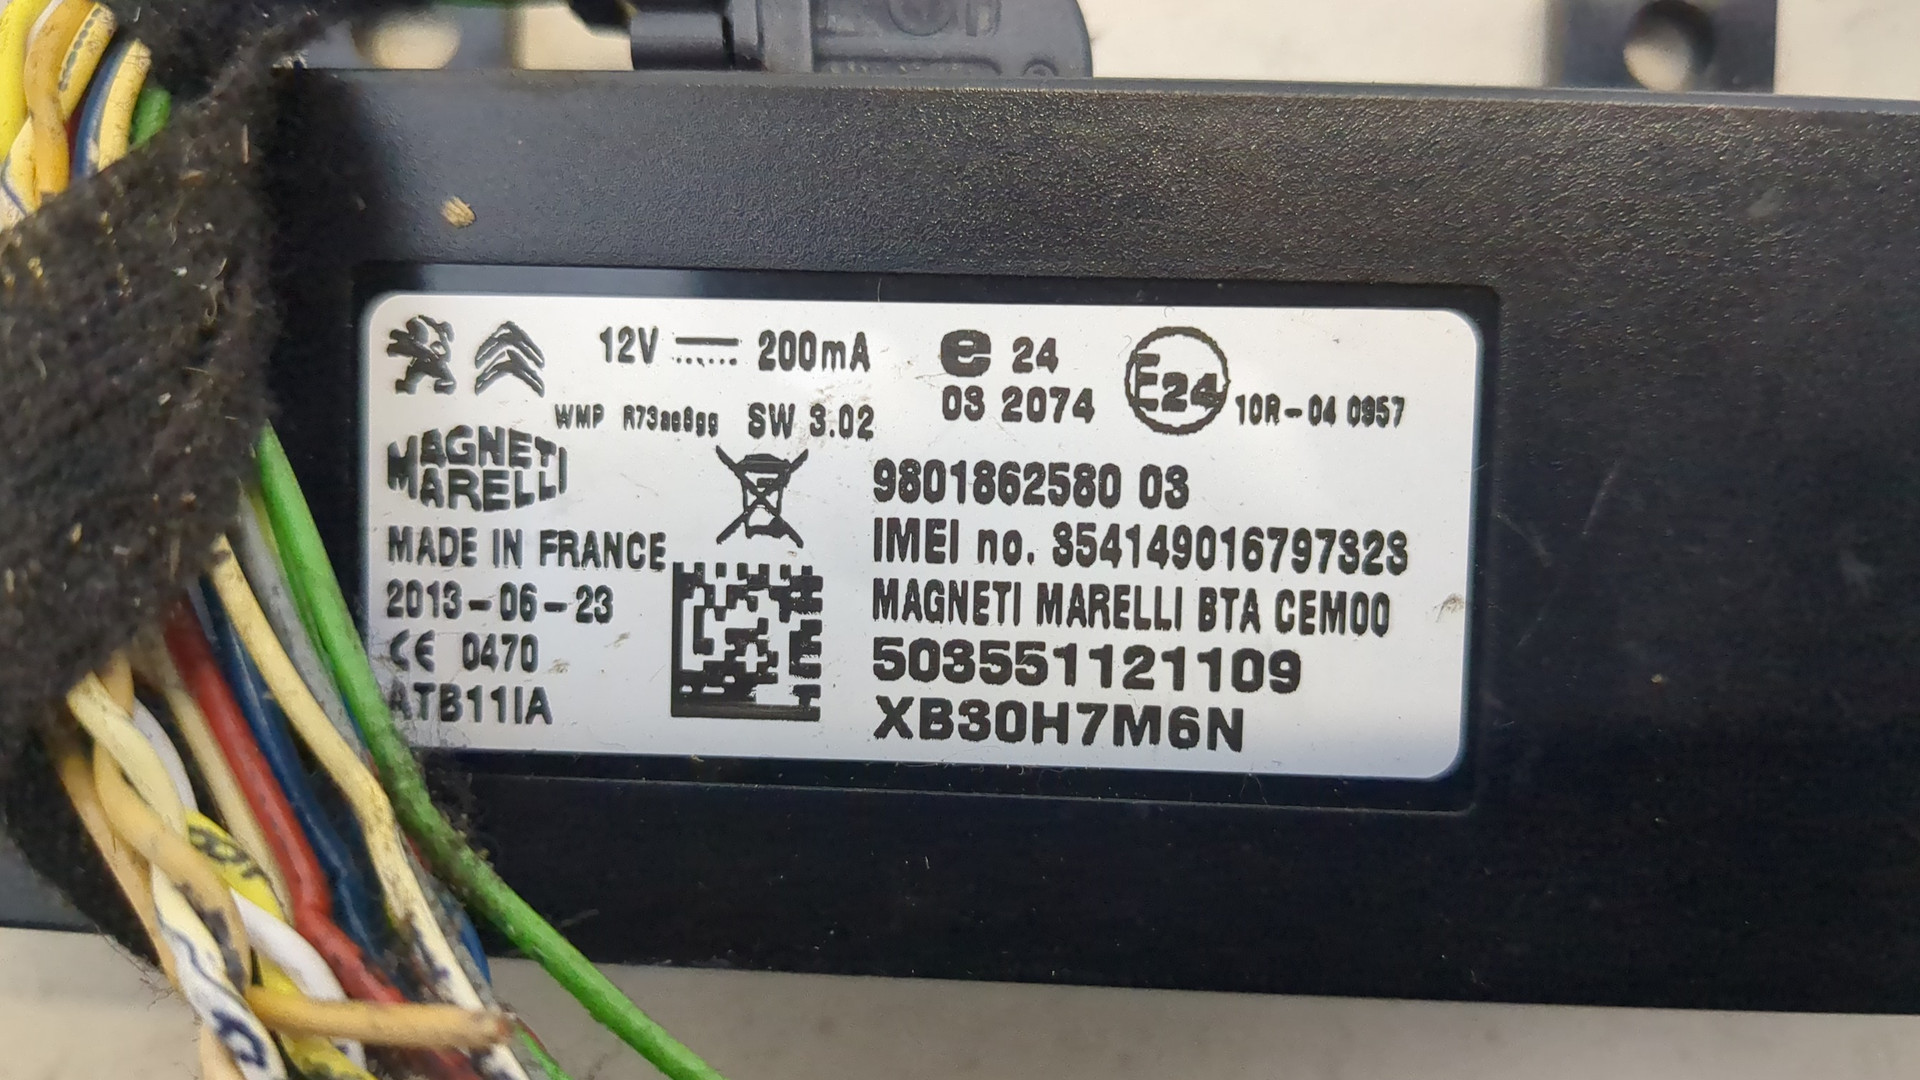 12V 200mA
e 24
03 2074
E24 10R-04 0957
WMP SW 3.02
MAGNETI
MARELLI
MADE IN FRANCE
2013-06-23
CE 0470
ATB11IA
9801862580 03
IMEI no. 354149016797323
MAGNETI MARELLI BTA CEM00
503551121109
XB30H7M6N